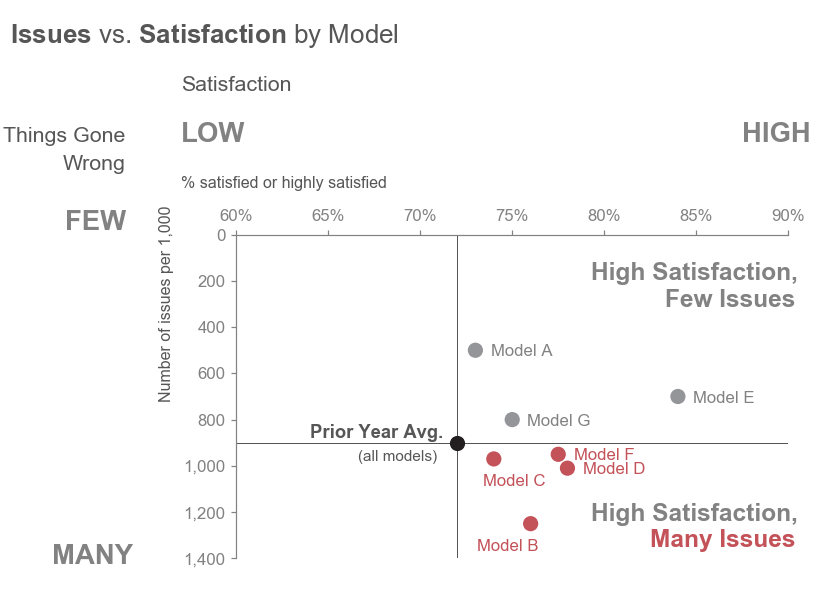 Issues vs. Satisfaction by Model
Satisfaction
Things Gone
Wrong
LOW
HIGH
% satisfied or highly satisfied
FEW
Number of issues per 1,000
60%
65%
70%
75%
80%
85%
90%
0
200
400
600
800
1,000
1,200
1,400
High Satisfaction,
Few Issues
Model A
Model E
Model G
Prior Year Avg.
(all models)
Model F
Model D
Model C
High Satisfaction,
Many Issues
Model B
MANY